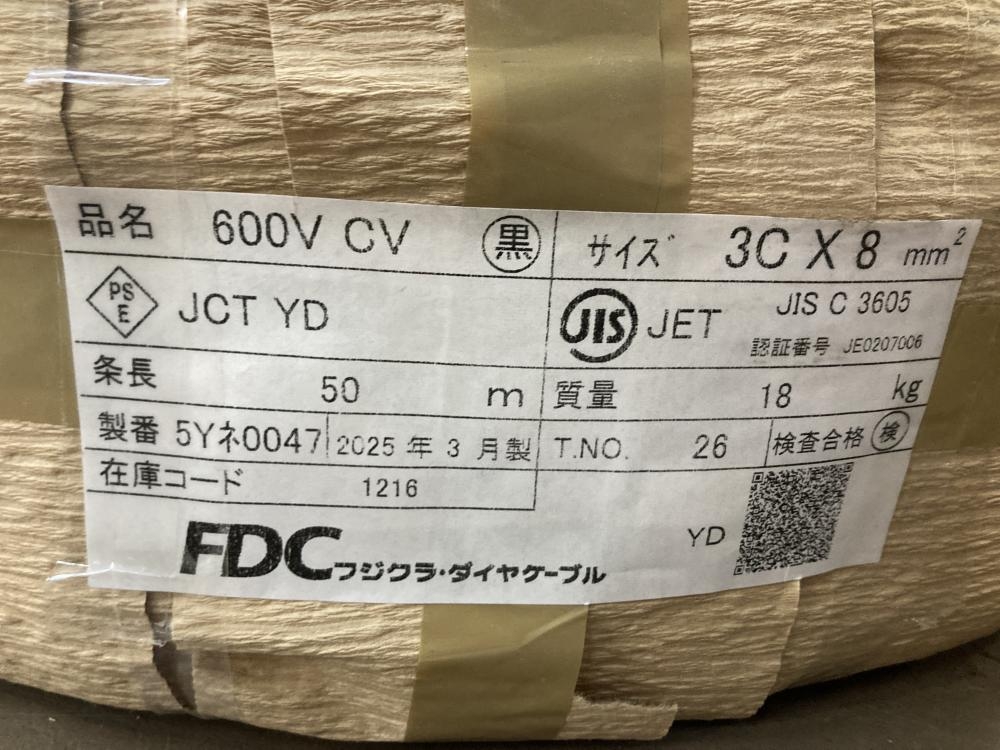 品名 600V CV 黒 サイズ 3C X 8 mm²
PS E JCT YD JIS JET JIS C 3605
認証番号 JE0207006
条長 50 m 質量 18 kg
製番 5Yネ0047 2025 年 3 月製 T.NO. 26 検査合格 検
在庫コード 1216
FDC フジクラ・ダイヤケーブル YD